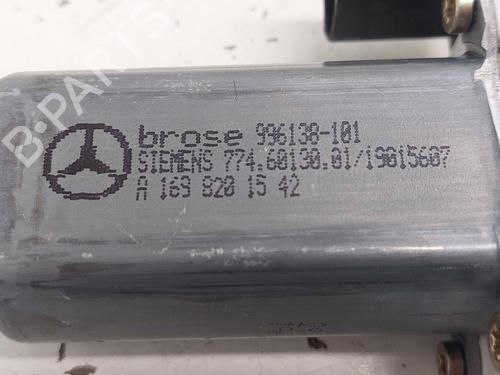 brose 996138-101
SIEMENS 774.60130.01/19015607
A 169 820 15 42
B-PARTS